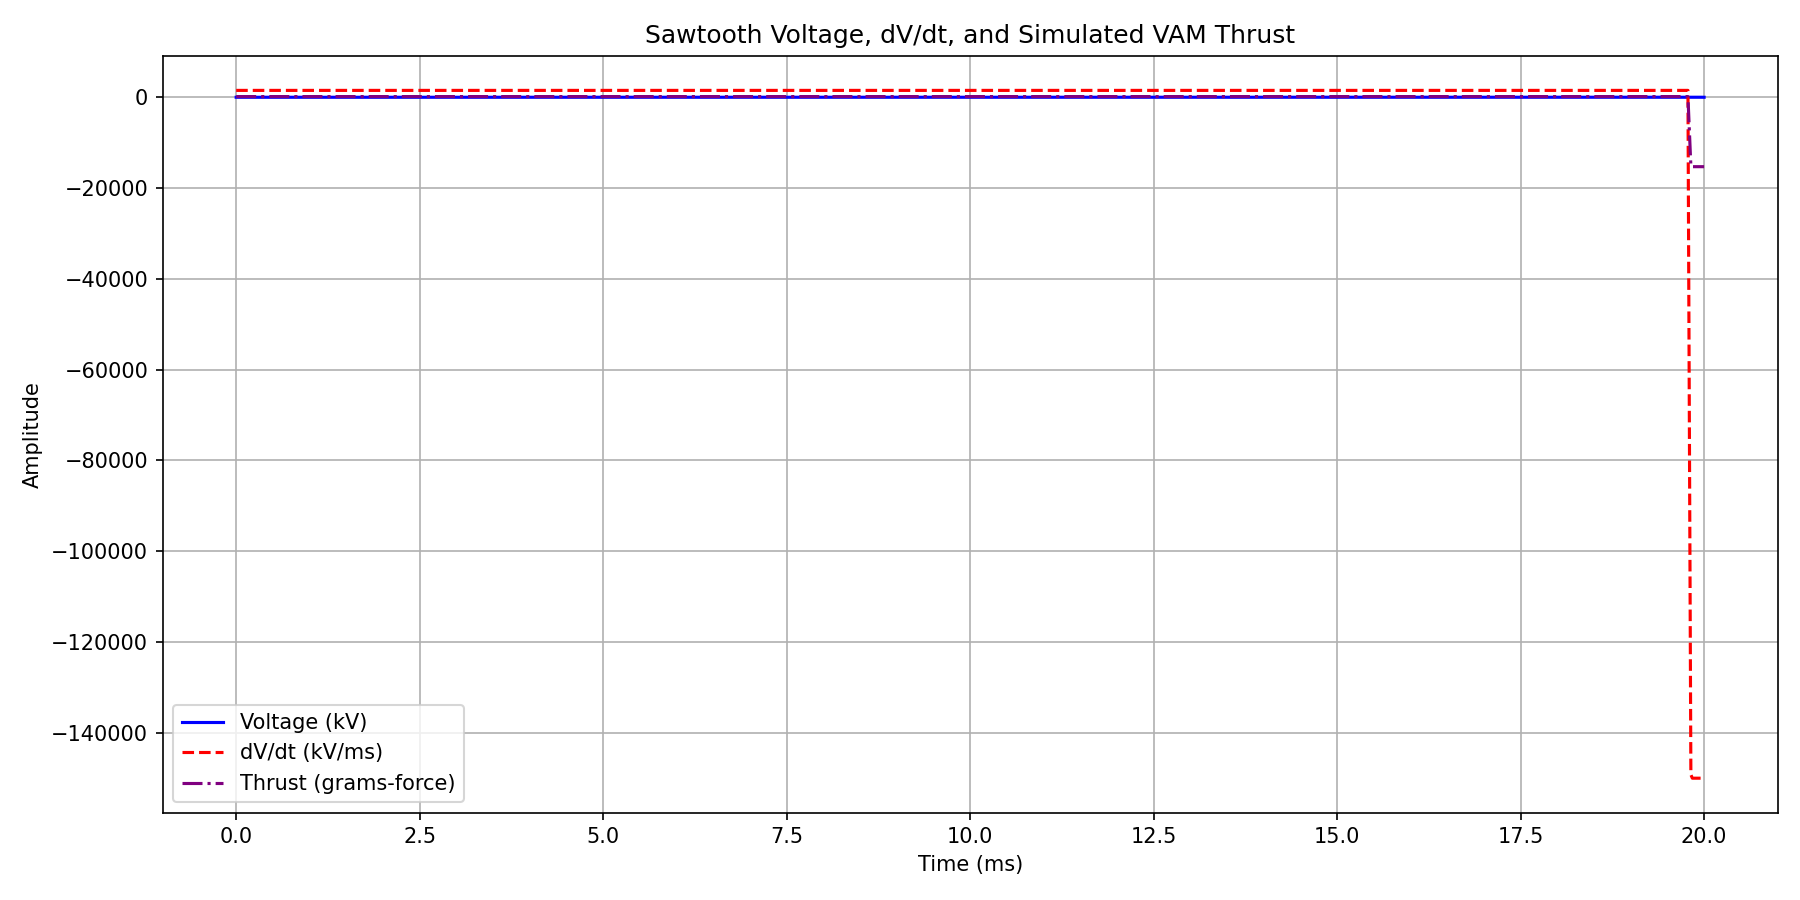 Sawtooth Voltage, dV/dt, and Simulated VAM Thrust
Amplitude
0
−20000
−40000
−60000
−80000
−100000
−120000
−140000
Voltage (kV)
dV/dt (kV/ms)
Thrust (grams-force)
0.0 2.5 5.0 7.5 10.0 12.5 15.0 17.5 20.0
Time (ms)